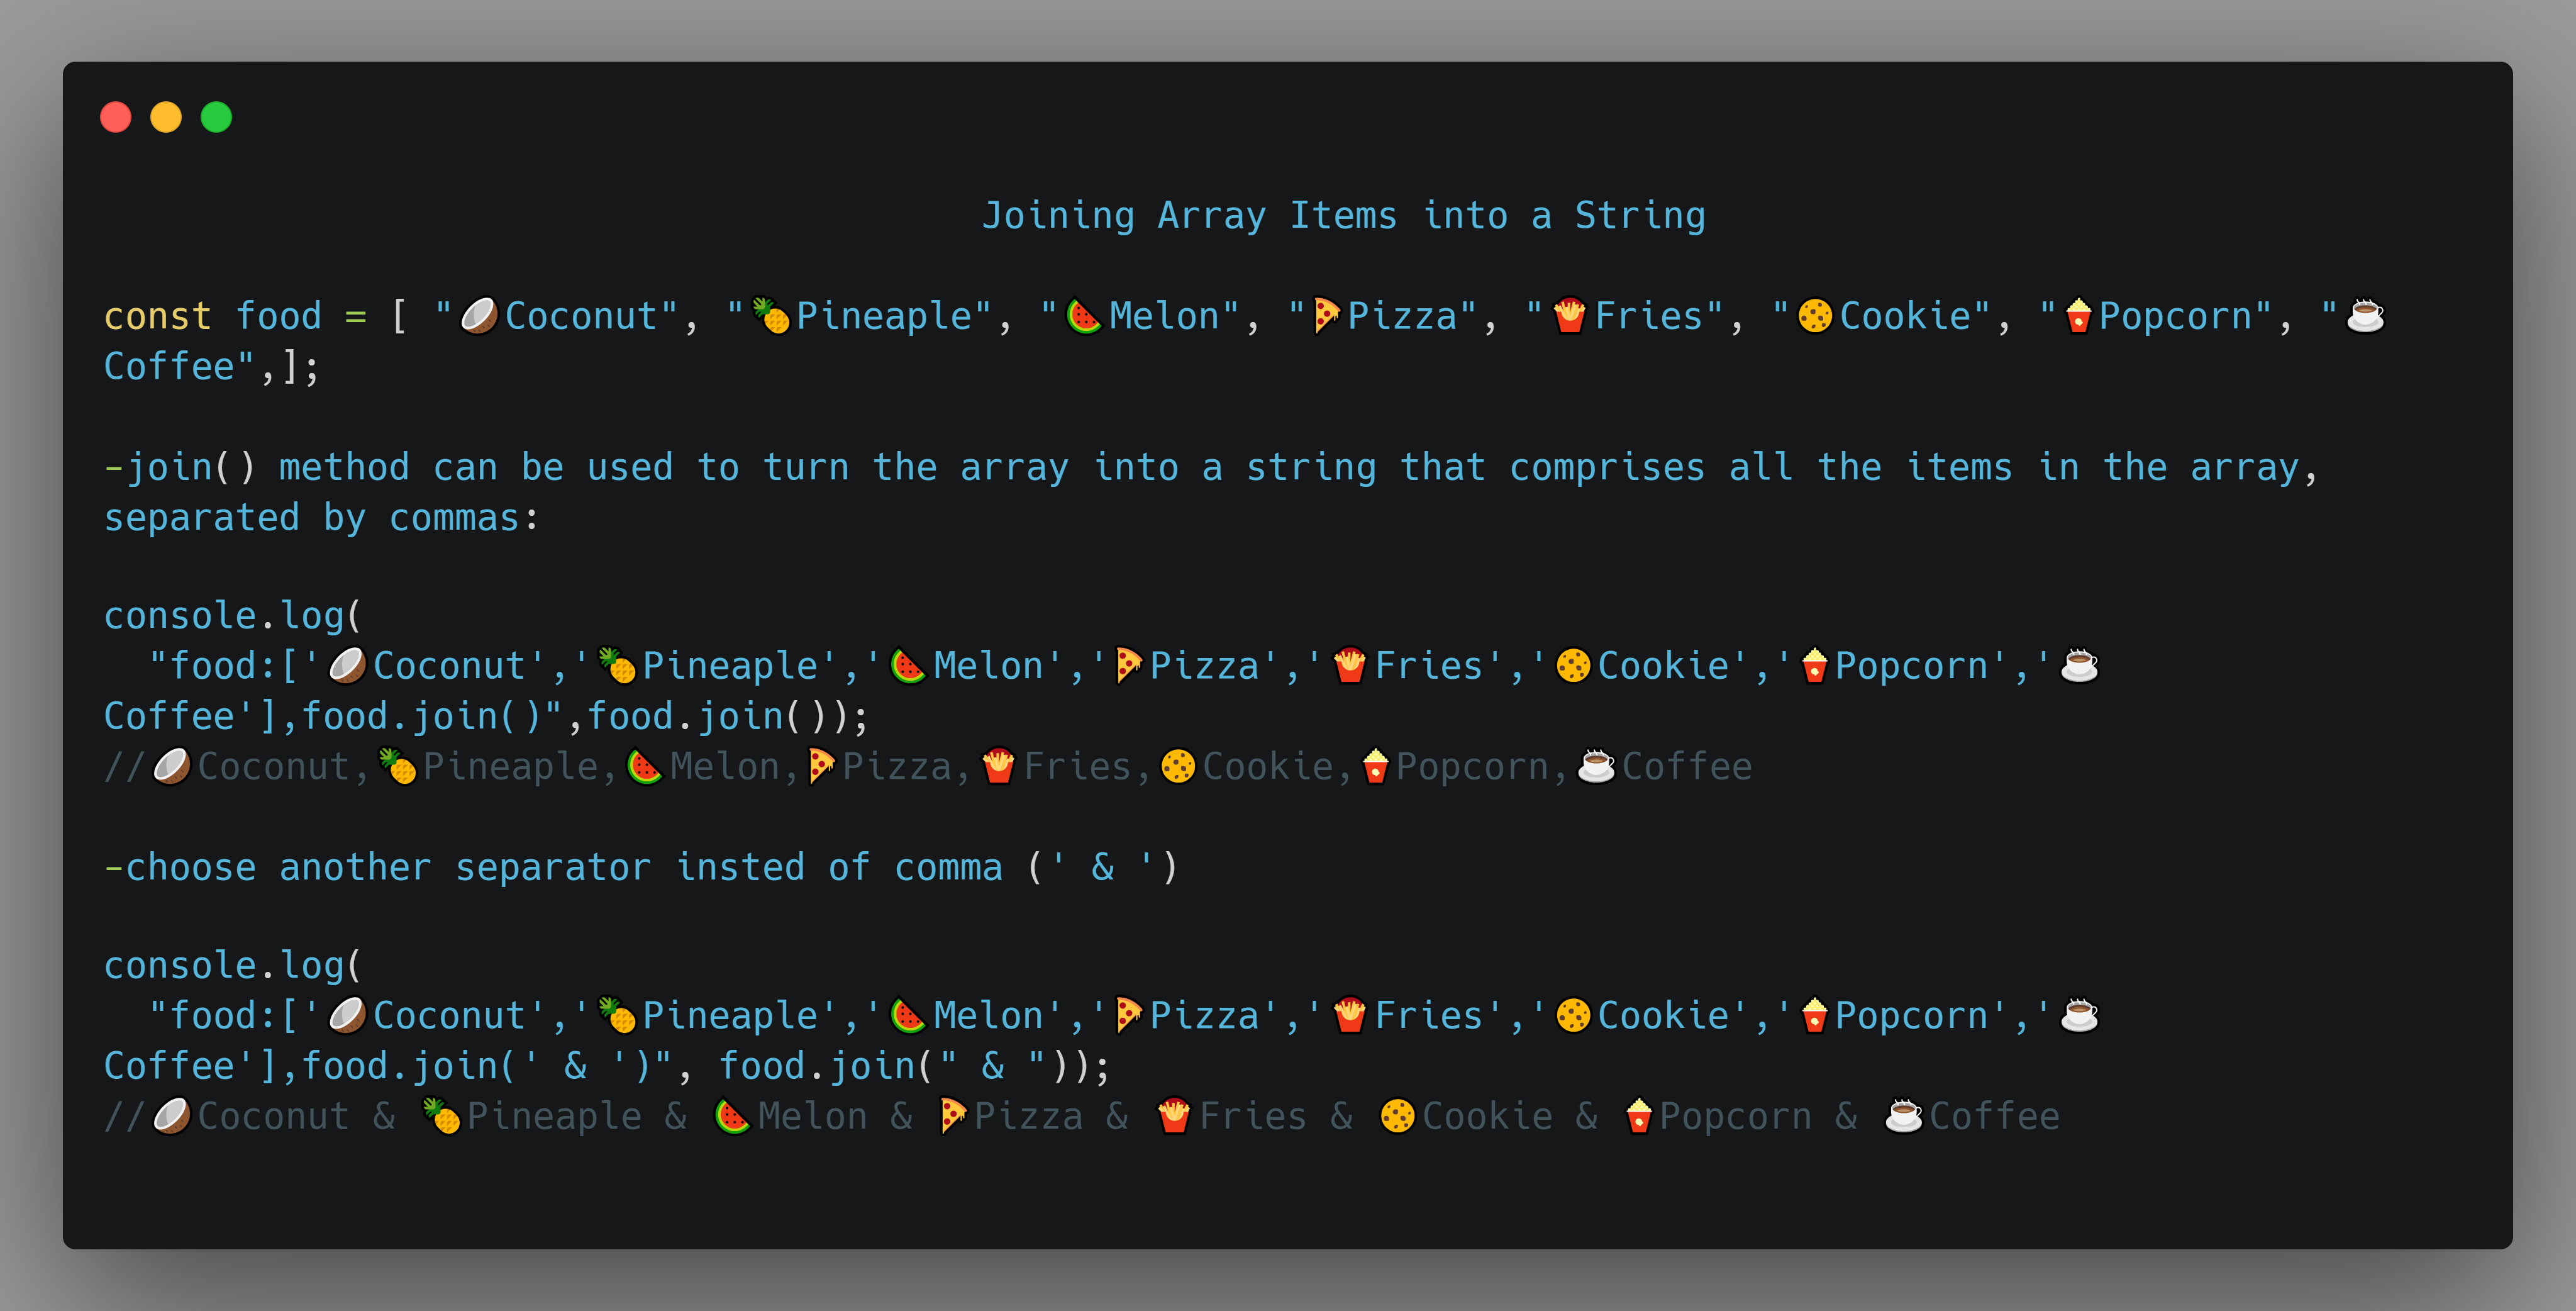 Joining Array Items into a String
const food = [ "🥥Coconut", "🍍Pineaple", "🍉Melon", "🍕Pizza", "🍟Fries", "🍪Cookie", "🍿Popcorn", "☕
Coffee",];
-join() method can be used to turn the array into a string that comprises all the items in the array,
separated by commas:
console.log(
"food:['🥥Coconut','🍍Pineaple','🍉Melon','🍕Pizza','🍟Fries','🍪Cookie','🍿Popcorn','☕
Coffee'],food.join()",food.join());
//🥥Coconut,🍍Pineaple,🍉Melon,🍕Pizza,🍟Fries,🍪Cookie,🍿Popcorn,☕Coffee
-choose another separator insted of comma (' & ')
console.log(
"food:['🥥Coconut','🍍Pineaple','🍉Melon','🍕Pizza','🍟Fries','🍪Cookie','🍿Popcorn','☕
Coffee'],food.join(' & ')", food.join(" & "));
//🥥Coconut & 🍍Pineaple & 🍉Melon & 🍕Pizza & 🍟Fries & 🍪Cookie & 🍿Popcorn & ☕Coffee